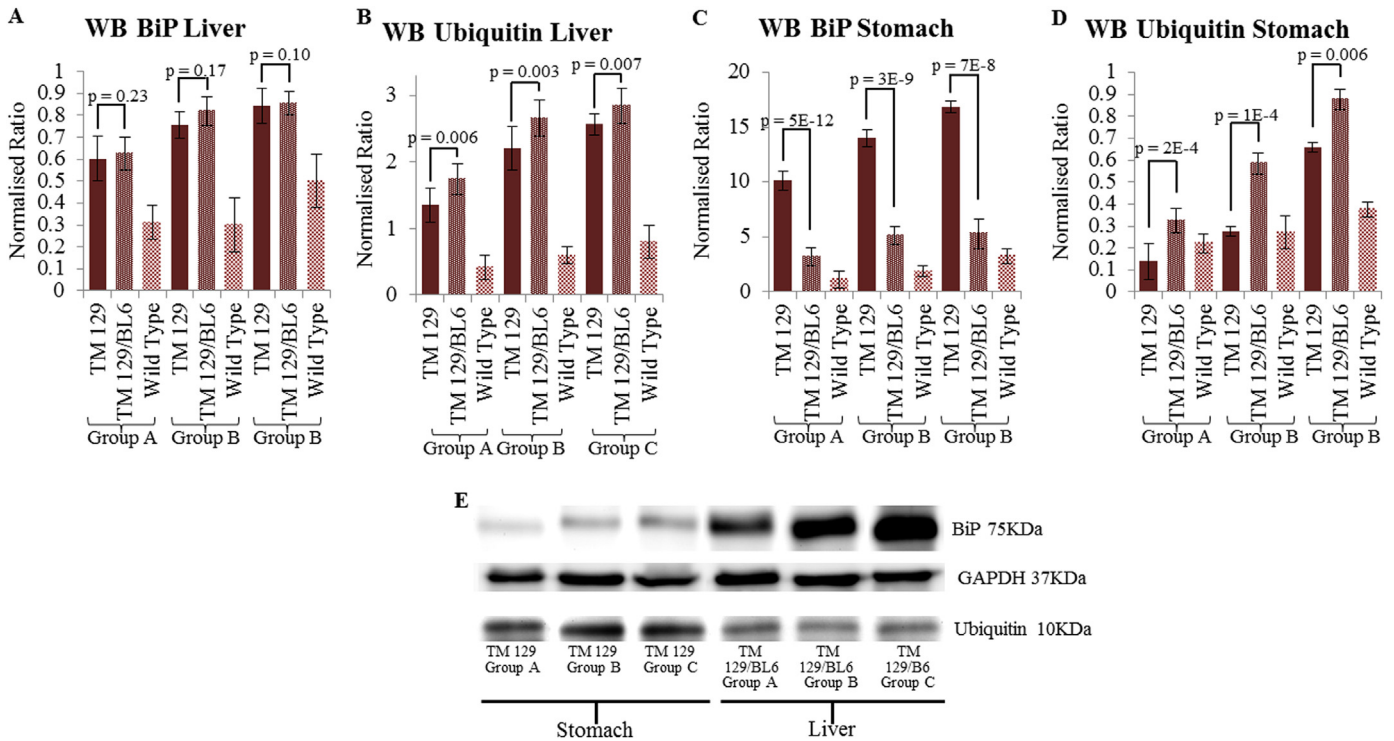 A
WB BiP Liver
Normalised Ratio
1
0.9
0.8
0.7
0.6
0.5
0.4
0.3
0.2
0.1
0
p = 0.23
p = 0.17
p = 0.10
TM 129
TM 129/BL6
Wild Type
TM 129
TM 129/BL6
Wild Type
TM 129
TM 129/BL6
Wild Type
Group A
Group B
Group B
B
WB Ubiquitin Liver
Normalised Ratio
3
2
1
0
p = 0.006
p = 0.003
p = 0.007
TM 129
TM 129/BL6
Wild Type
TM 129
TM 129/BL6
Wild Type
TM 129
TM 129/BL6
Wild Type
Group A
Group B
Group C
C
WB BiP Stomach
Normalised Ratio
20
15
10
5
0
p = 5E-12
p = 3E-9
p = 7E-8
TM 129
TM 129/BL6
Wild Type
TM 129
TM 129/BL6
Wild Type
TM 129
TM 129/BL6
Wild Type
Group A
Group B
Group B
D
WB Ubiquitin Stomach
Normalised Ratio
1
0.9
0.8
0.7
0.6
0.5
0.4
0.3
0.2
0.1
0
p = 2E-4
p = 1E-4
p = 0.006
TM 129
TM 129/BL6
Wild Type
TM 129
TM 129/BL6
Wild Type
TM 129
TM 129/BL6
Wild Type
Group A
Group B
Group B
E
BiP 75KDa
GAPDH 37KDa
Ubiquitin 10KDa
TM 129
Group A
TM 129
Group B
TM 129
Group C
TM
129/BL6
Group A
TM
129/BL6
Group B
TM
129/B6
Group C
Stomach
Liver